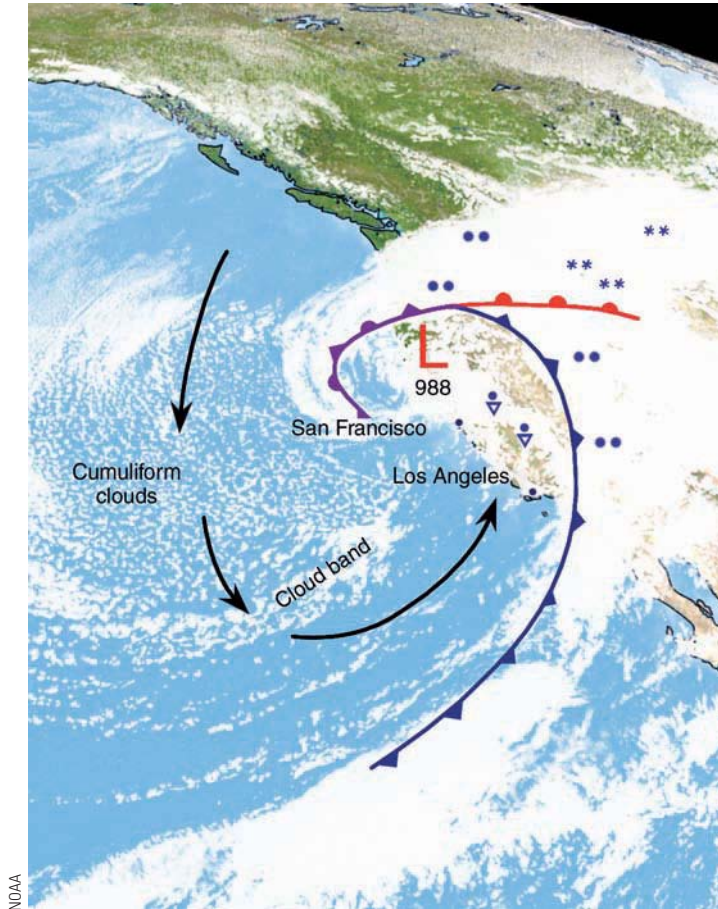 L
988
San Francisco
Los Angeles
Cumuliform
clouds
Cloud band
NOAA